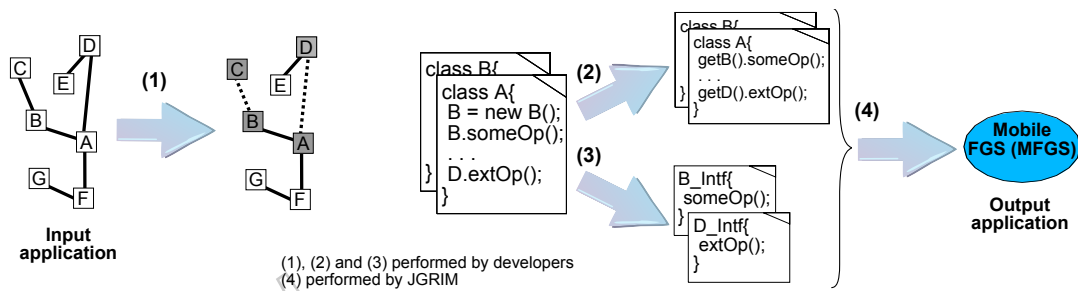 D
C
E
B
A
G
F
Input
application
(1)
D
C
E
B
A
G
F
class B{
}
class A{
B = new B();
B.someOp();
. . .
D.extOp();
}
(2)
(3)
class B{
}
class A{
getB().someOp();
. . .
getD().extOp();
}
B_Intf{
someOp();
}
D_Intf{
extOp();
}
(4)
Mobile
FGS (MFGS)
Output
application
(1), (2) and (3) performed by developers
(4) performed by JGRIM